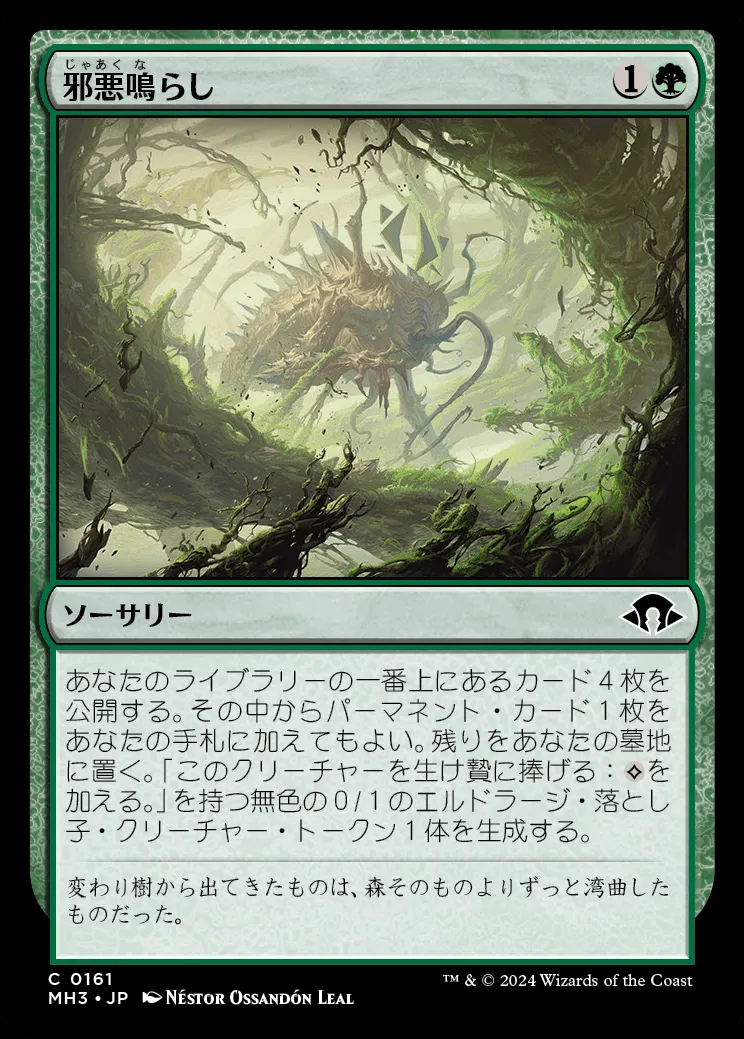 じゃあく な
邪悪鳴らし
1
ソーサリー
あなたのライブラリーの一番上にあるカード4枚を
公開する。その中からパーマネント・カード1枚を
あなたの手札に加えてもよい。残りをあなたの墓地
に置く。「このクリーチャーを生け贄に捧げる：を
加える。」を持つ無色の0/1のエルドラージ・落とし
子・クリーチャー・トークン1体を生成する。
変わり樹から出てきたものは、森そのものよりずっと湾曲した
ものだった。
C 0161
MH3・JP Néstor Ossandón Leal
™ & © 2024 Wizards of the Coast